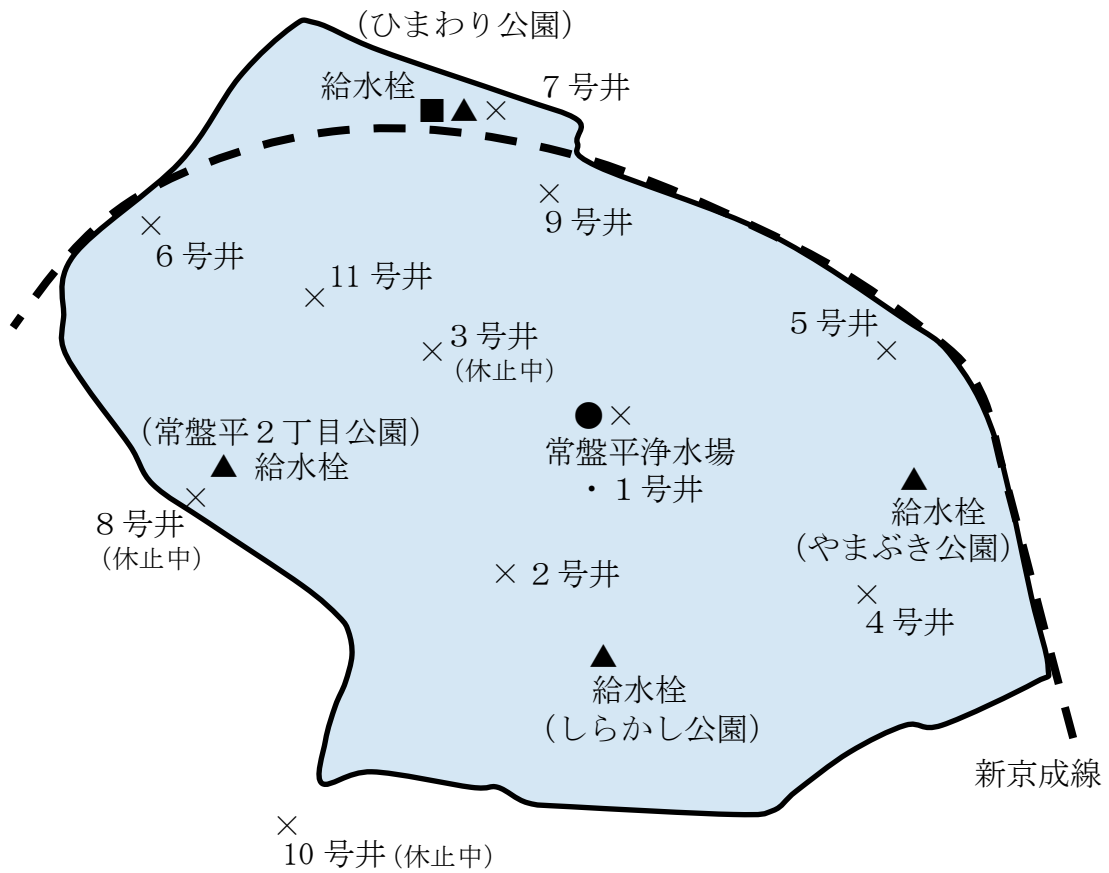 （ひまわり公園）
給水栓
７号井
９号井
６号井
11 号井
３号井
（休止中）
５号井
（常盤平２丁目公園）
給水栓
常盤平浄水場
・１号井
８号井
（休止中）
給水栓
（やまぶき公園）
２号井
４号井
給水栓
（しらかし公園）
新京成線
10 号井（休止中）